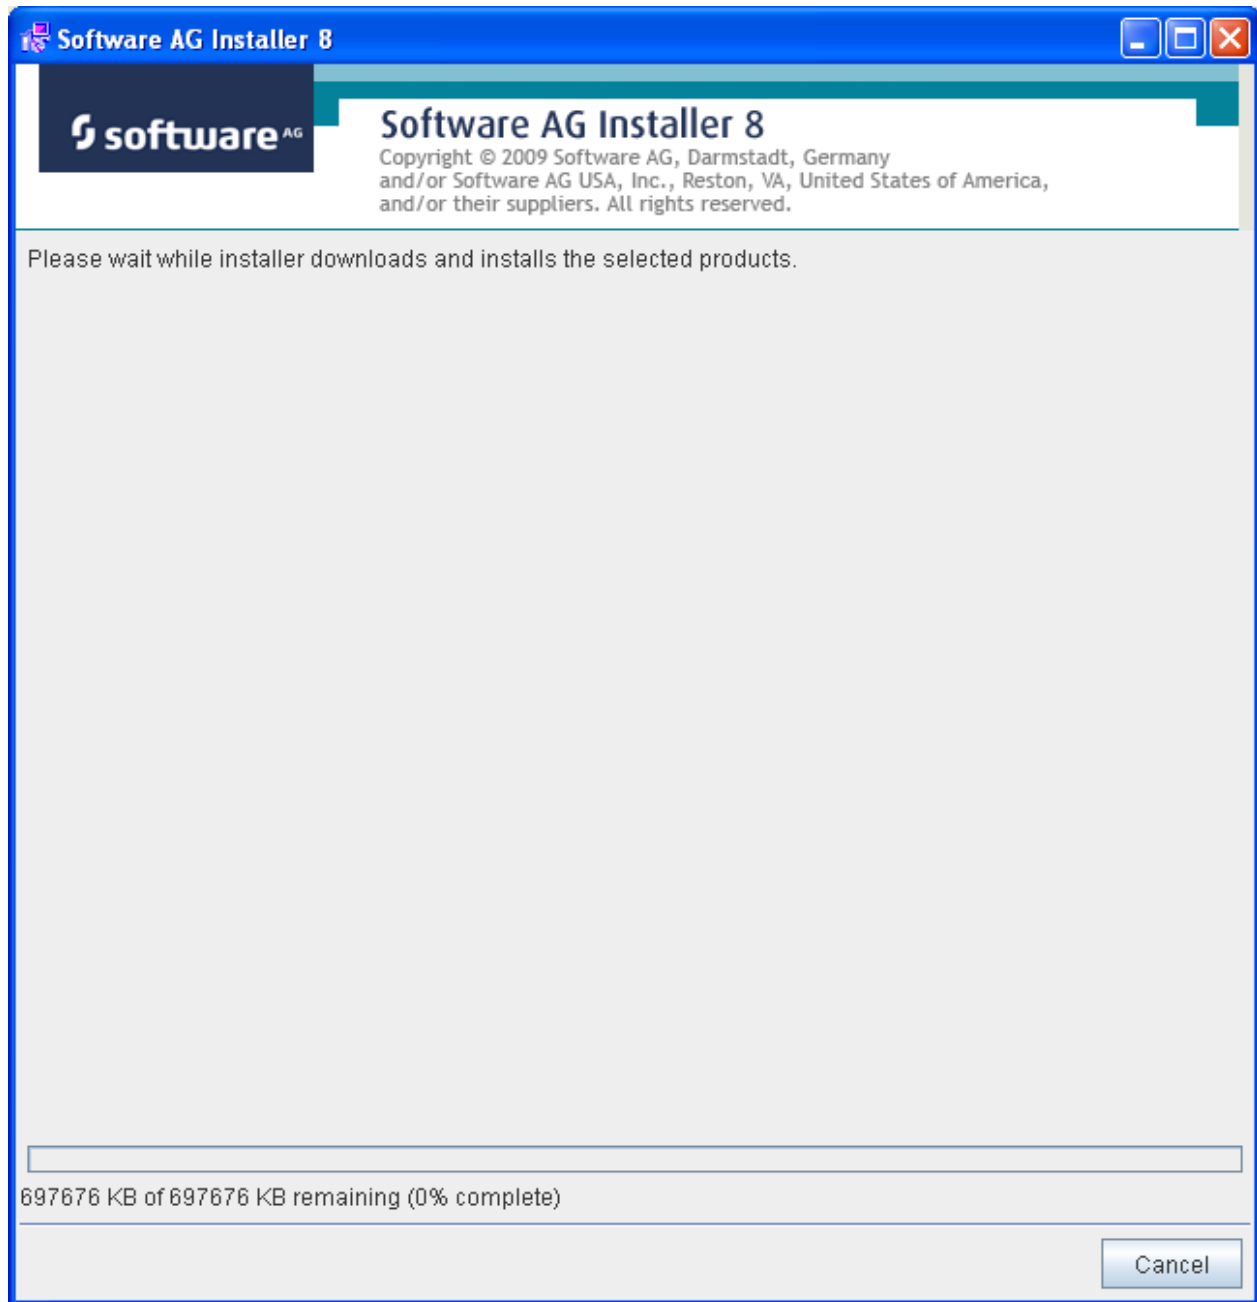 Software AG Installer 8
software AG
Software AG Installer 8
Copyright © 2009 Software AG, Darmstadt, Germany
and/or Software AG USA, Inc., Reston, VA, United States of America,
and/or their suppliers. All rights reserved.
Please wait while installer downloads and installs the selected products.
697676 KB of 697676 KB remaining (0% complete)
Cancel